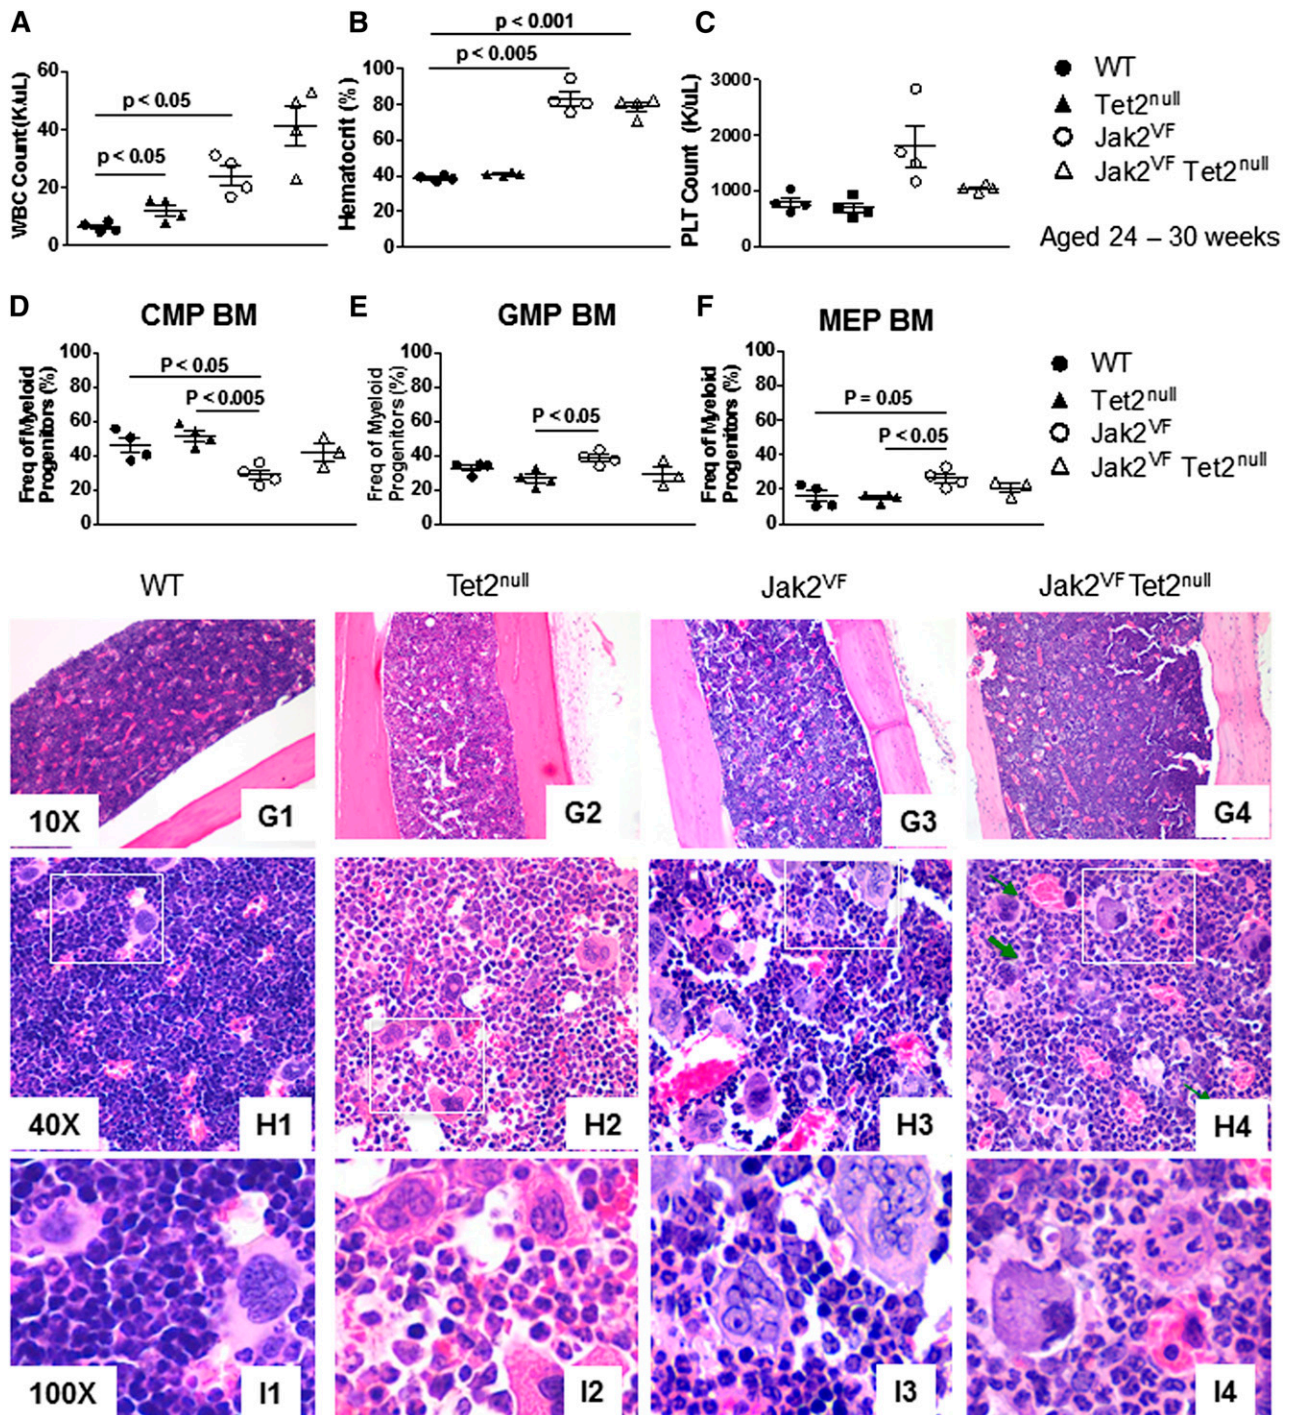 A
B
C
p < 0.05
p < 0.05
WBC Count (K/uL)
60
40
20
0
p < 0.001
p < 0.005
Hematocrit (%)
100
80
60
40
20
0
PLT Count (K/uL)
3000
2000
1000
0
WT
Tet2null
Jak2VF
Jak2VF Tet2null
Aged 24 – 30 weeks
D
CMP BM
P < 0.05
P < 0.005
Freq of Myeloid
Progenitors (%)
100
80
60
40
20
0
E
GMP BM
P < 0.05
Freq of Myeloid
Progenitors (%)
100
80
60
40
20
0
F
MEP BM
P = 0.05
P < 0.05
Freq of Myeloid
Progenitors (%)
100
80
60
40
20
0
WT
Tet2null
Jak2VF
Jak2VF Tet2null
WT
Tet2null
Jak2VF
Jak2VF Tet2null
10X
G1
G2
G3
G4
40X
H1
H2
H3
H4
100X
I1
I2
I3
I4